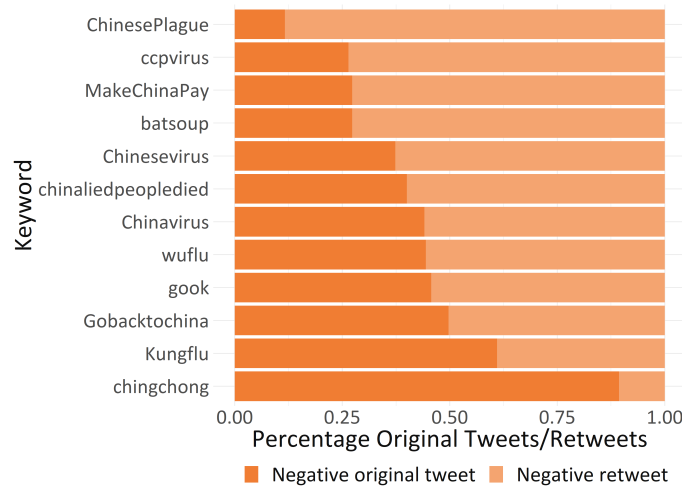 ChinesePlague
ccpvirus
MakeChinaPay
batsoup
Chinesevirus
chinaliedpeopledied
Chinavirus
wuflu
gook
Gobacktochina
Kungflu
chingchong
Keyword
0.00 0.25 0.50 0.75 1.00
Percentage Original Tweets/Retweets
Negative original tweet Negative retweet